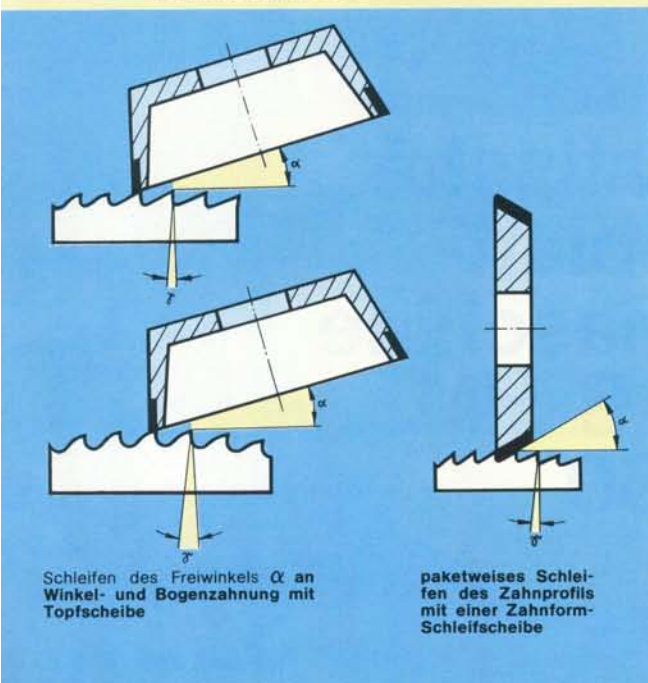 α
γ
α
γ
α
γ
Schleifen des Freiwinkels α an
Winkel- und Bogenzahnung mit
Topfscheibe
paketweises Schlei-
fen des Zahnprofils
mit einer Zahnform-
Schleifscheibe